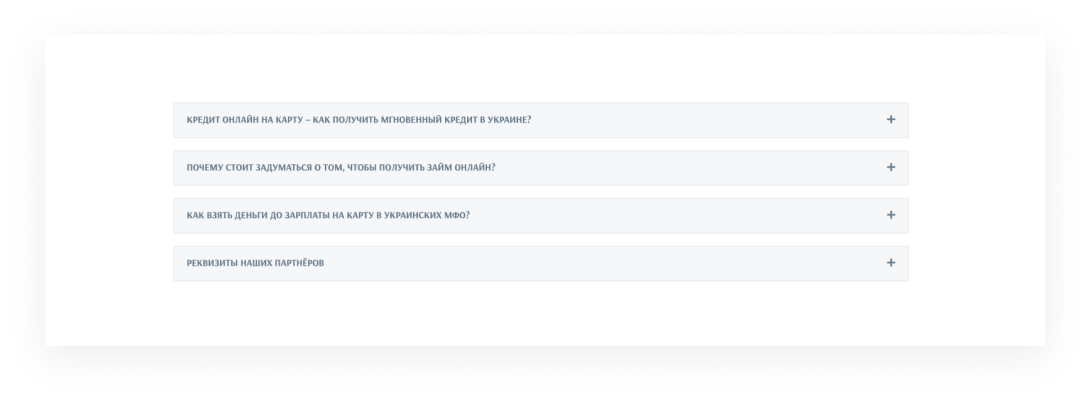 КРЕДИТ ОНЛАЙН НА КАРТУ – КАК ПОЛУЧИТЬ МГНОВЕННЫЙ КРЕДИТ В УКРАИНЕ?
ПОЧЕМУ СТОИТ ЗАДУМАТЬСЯ О ТОМ, ЧТОБЫ ПОЛУЧИТЬ ЗАЙМ ОНЛАЙН?
КАК ВЗЯТЬ ДЕНЬГИ ДО ЗАРПЛАТЫ НА КАРТУ В УКРАИНСКИХ МФО?
РЕКВИЗИТЫ НАШИХ ПАРТНЁРОВ